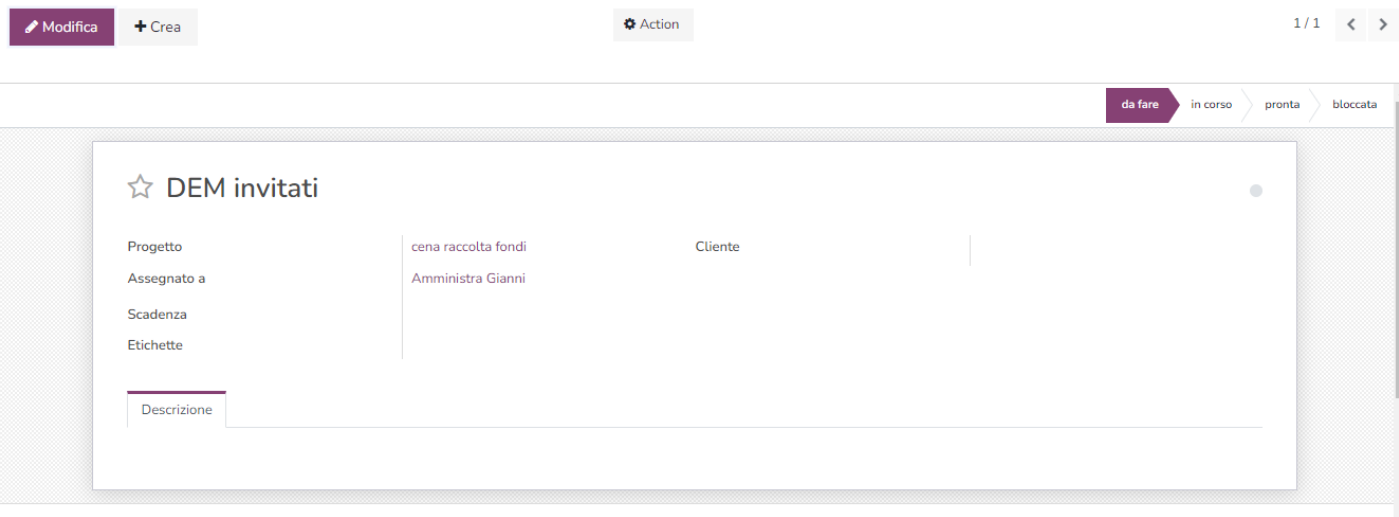 Modifica
Crea
Action
1 / 1
da fare
in corso
pronta
bloccata
DEM invitati
Progetto
cena raccolta fondi
Cliente
Assegnato a
Amministra Gianni
Scadenza
Etichette
Descrizione